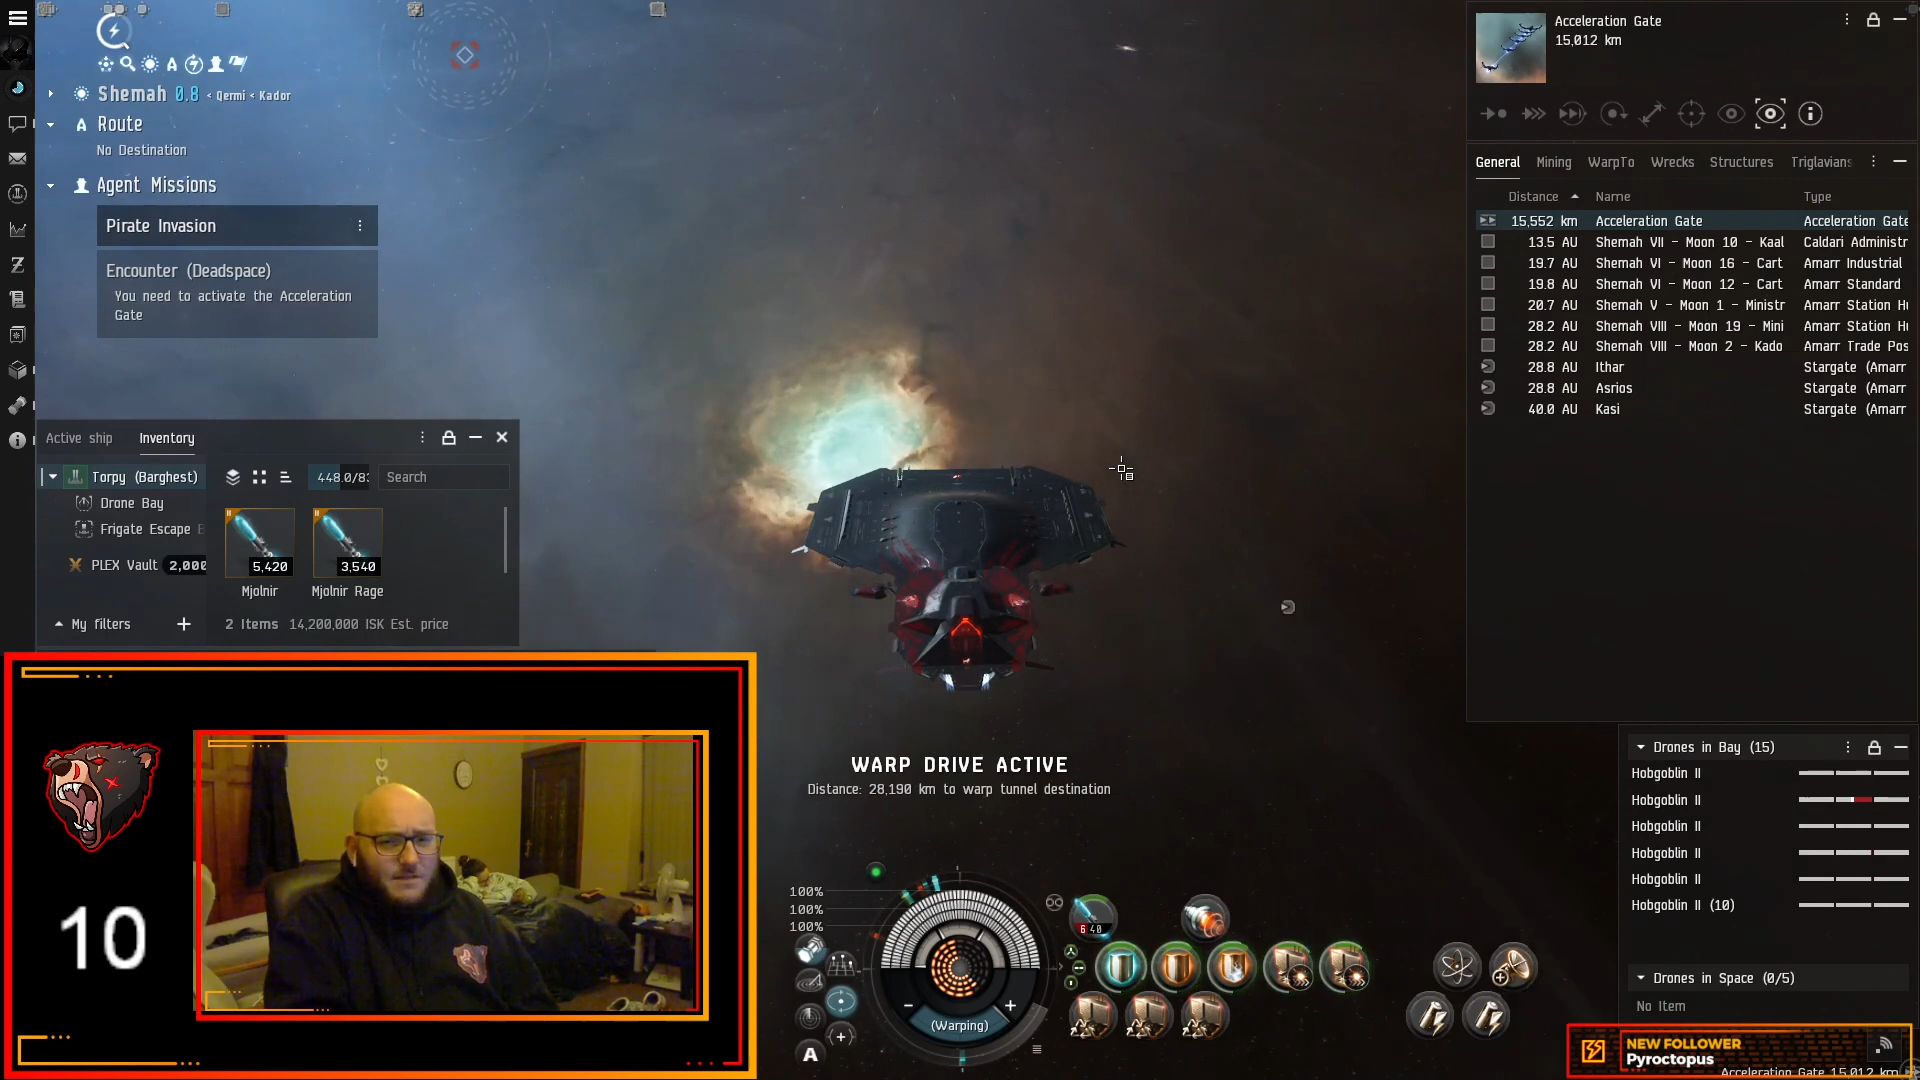 Shemah 0.8 < Qermi < Kador
Route
No Destination
Agent Missions
Pirate Invasion
Encounter (Deadspace)
You need to activate the Acceleration
Gate
Active ship Inventory
Torpy (Barghest)
448.0/83
Search
Drone Bay
Frigate Escape
PLEX Vault 2,000
5,420
3,540
Mjolnir
Mjolnir Rage
My filters +
2 Items 14,200,000 ISK Est. price
10
WARP DRIVE ACTIVE
Distance: 28,190 km to warp tunnel destination
100%
100%
100%
6 40
(Warping)
A
Acceleration Gate
15,012 km
General Mining WarpTo Wrecks Structures Triglavians
Distance Name Type
15,552 km Acceleration Gate Acceleration Gate
13.5 AU Shemah VII - Moon 10 - Kaal Caldari Administr
19.7 AU Shemah VI - Moon 16 - Cart Amarr Industrial
19.8 AU Shemah VI - Moon 12 - Cart Amarr Standard
20.7 AU Shemah V - Moon 1 - Ministr Amarr Station Hu
28.2 AU Shemah VIII - Moon 19 - Mini Amarr Station Hu
28.2 AU Shemah VIII - Moon 2 - Kado Amarr Trade Pos
28.8 AU Ithar Stargate (Amarr
28.8 AU Asrios Stargate (Amarr
40.0 AU Kasi Stargate (Amarr
Drones in Bay (15)
Hobgoblin II
Hobgoblin II
Hobgoblin II
Hobgoblin II
Hobgoblin II
Hobgoblin II (10)
Drones in Space (0/5)
No Item
NEW FOLLOWER
Pyroctopus
Acceleration Gate 15,012 km